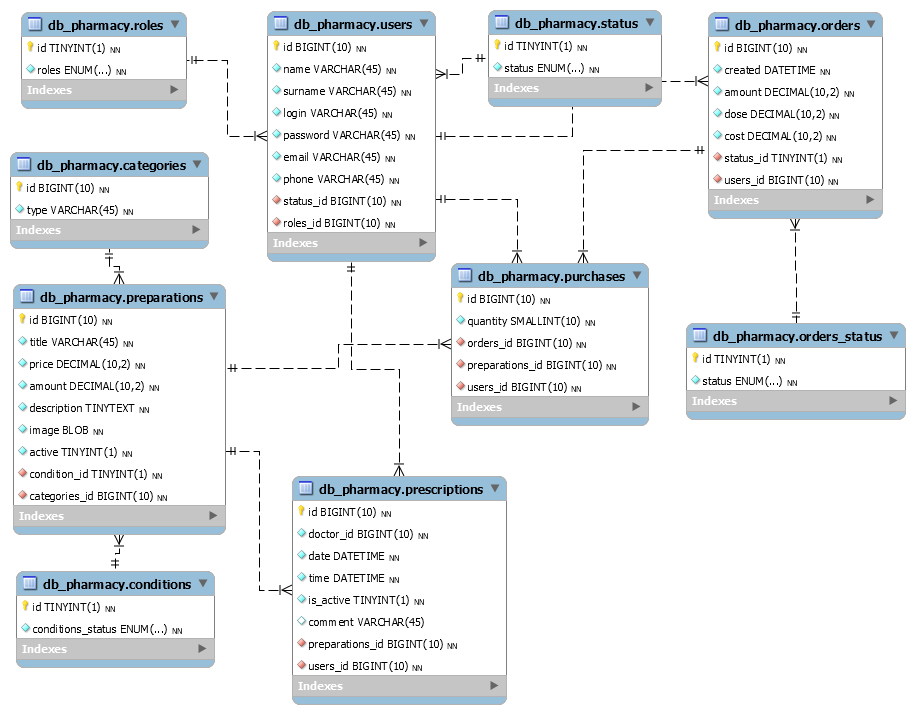 db_pharmacy.roles
id TINYINT(1) NN
roles ENUM(...) NN
Indexes
db_pharmacy.users
id BIGINT(10) NN
name VARCHAR(45) NN
surname VARCHAR(45) NN
login VARCHAR(45) NN
password VARCHAR(45) NN
email VARCHAR(45) NN
phone VARCHAR(45) NN
status_id BIGINT(10) NN
roles_id BIGINT(10) NN
Indexes
db_pharmacy.status
id TINYINT(1) NN
status ENUM(...) NN
Indexes
db_pharmacy.orders
id BIGINT(10) NN
created DATETIME NN
amount DECIMAL(10,2) NN
dose DECIMAL(10,2) NN
cost DECIMAL(10,2) NN
status_id TINYINT(1) NN
users_id BIGINT(10) NN
Indexes
db_pharmacy.categories
id BIGINT(10) NN
type VARCHAR(45) NN
Indexes
db_pharmacy.preparations
id BIGINT(10) NN
title VARCHAR(45) NN
price DECIMAL(10,2) NN
amount DECIMAL(10,2) NN
description TINYTEXT NN
image BLOB NN
active TINYINT(1) NN
condition_id TINYINT(1) NN
categories_id BIGINT(10) NN
Indexes
db_pharmacy.purchases
id BIGINT(10) NN
quantity SMALLINT(10) NN
orders_id BIGINT(10) NN
preparations_id BIGINT(10) NN
users_id BIGINT(10) NN
Indexes
db_pharmacy.orders_status
id TINYINT(1) NN
status ENUM(...) NN
Indexes
db_pharmacy.prescriptions
id BIGINT(10) NN
doctor_id BIGINT(10) NN
date DATETIME NN
time DATETIME NN
is_active TINYINT(1) NN
comment VARCHAR(45)
preparations_id BIGINT(10) NN
users_id BIGINT(10) NN
Indexes
db_pharmacy.conditions
id TINYINT(1) NN
conditions_status ENUM(...) NN
Indexes